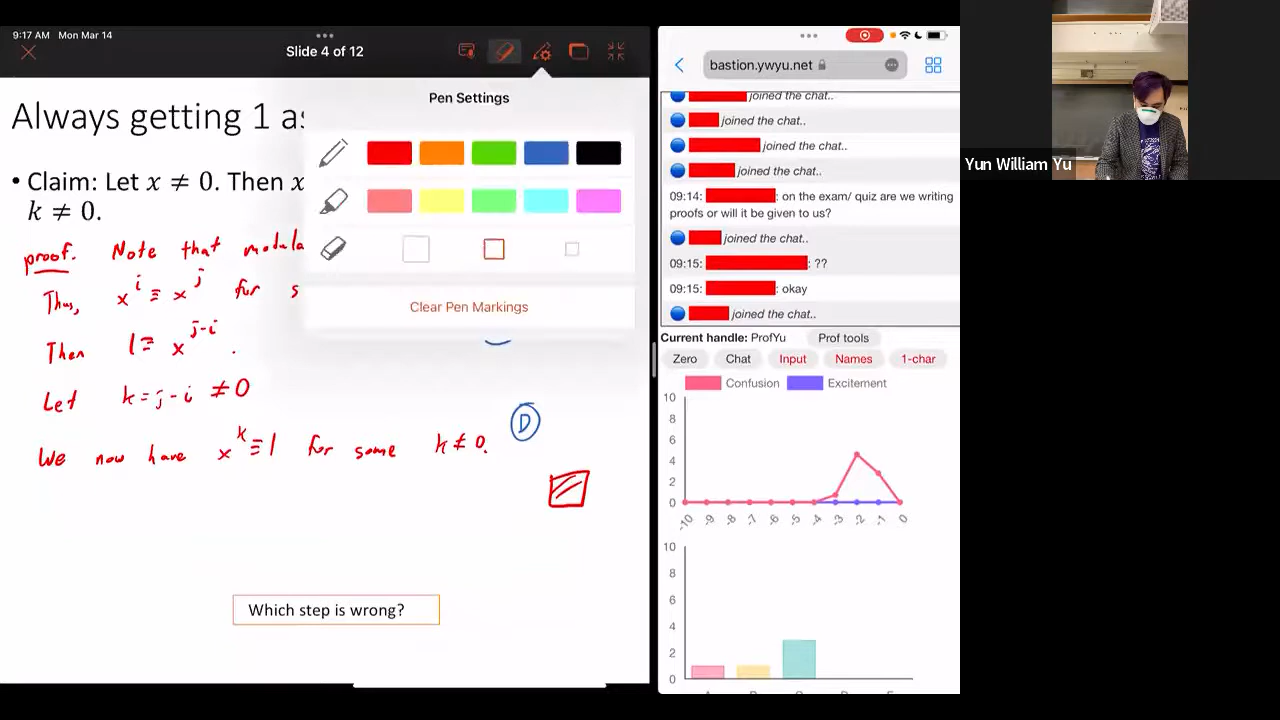 9:17 AM Mon Mar 14
Slide 4 of 12
Pen Settings
Always getting 1 as
• Claim: Let x ≠ 0. Then x
k ≠ 0.
proof. Note that modula
Thus, x^i ≡ x^j for s
Then 1 ≡ x^{j-i} .
Let k = j - i ≠ 0
We now have x^k ≡ 1 for some k ≠ 0.
D
Clear Pen Markings
Which step is wrong?
bastion.ywyu.net
joined the chat..
joined the chat..
joined the chat..
joined the chat..
09:14: : on the exam/ quiz are we writing
proofs or will it be given to us?
joined the chat..
09:15: : ??
09:15: : okay
joined the chat..
Current handle: ProfYu Prof tools
Zero Chat Input Names 1-char
Confusion Excitement
10
8
6
4
2
0
-10 -9 -8 -7 -6 -5 -4 -3 -2 -1 0
10
8
6
4
2
0
Yun William Yu